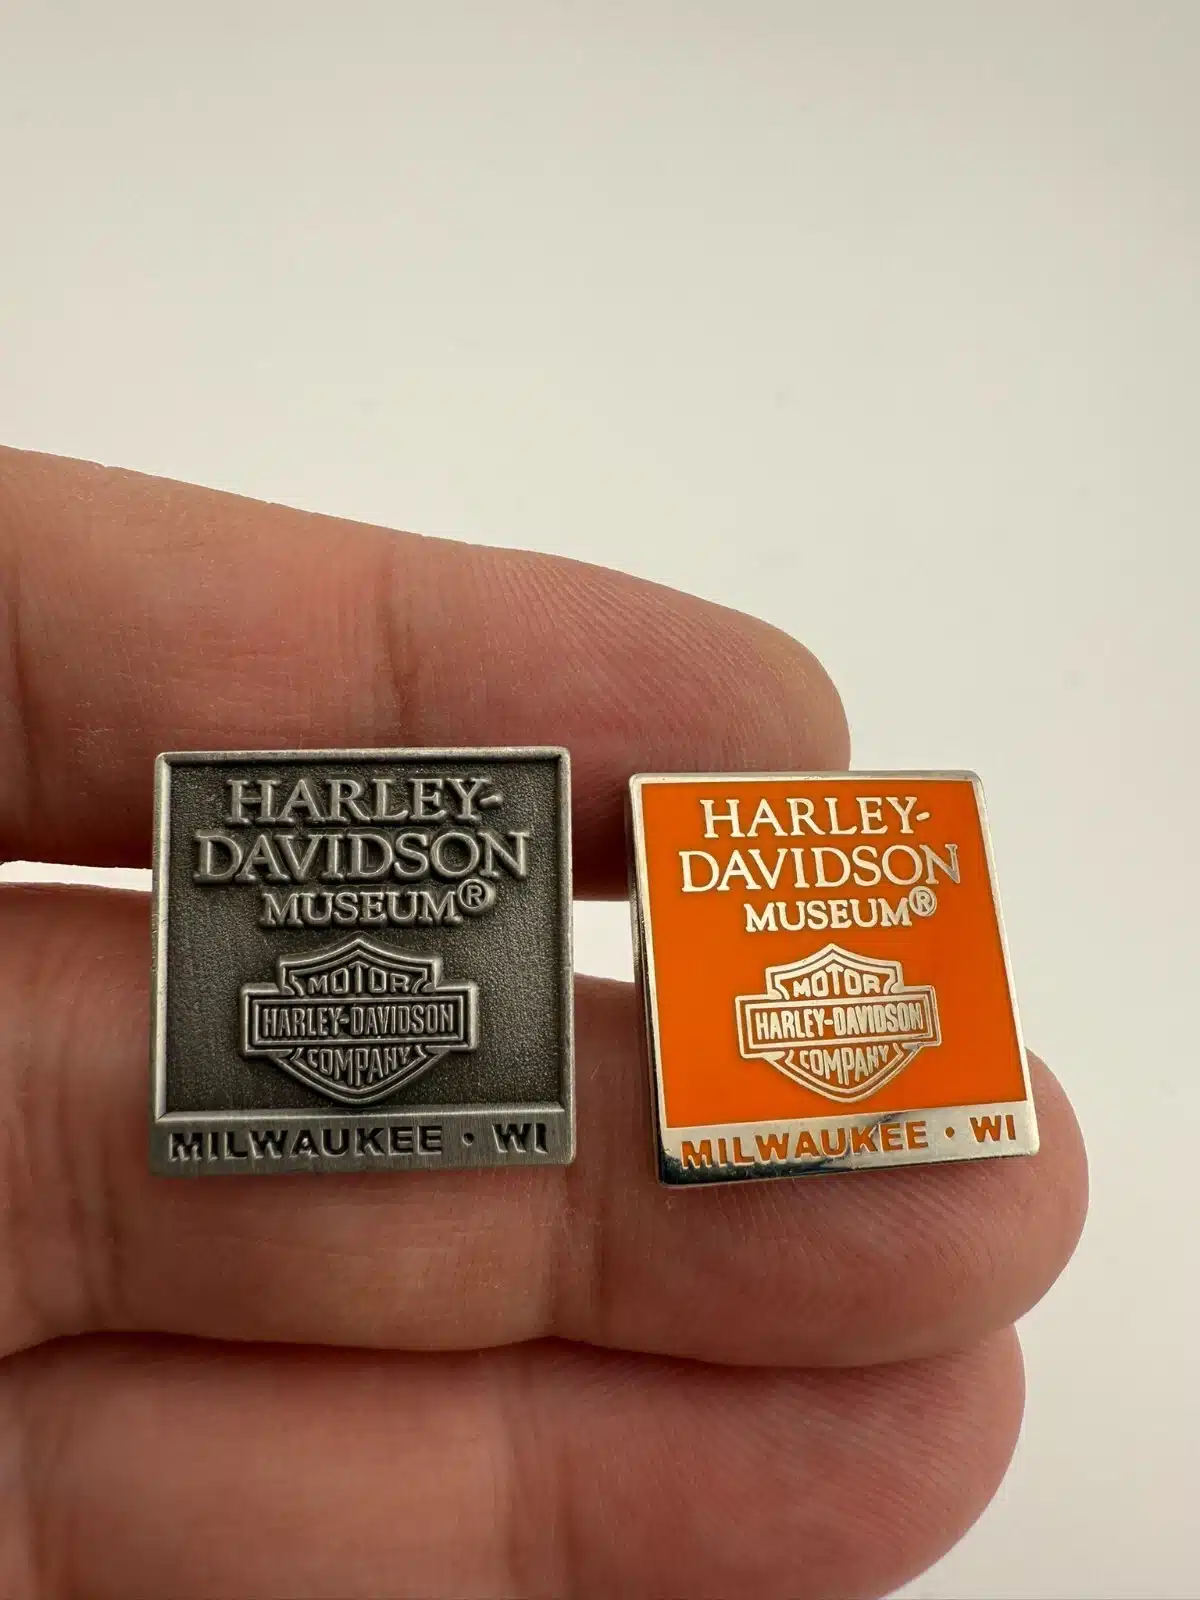 HARLEY-
DAVIDSON
MUSEUM®
MOTOR
HARLEY-DAVIDSON
COMPANY
MILWAUKEE • WI
HARLEY-
DAVIDSON
MUSEUM®
MOTOR
HARLEY-DAVIDSON
COMPANY
MILWAUKEE • WI